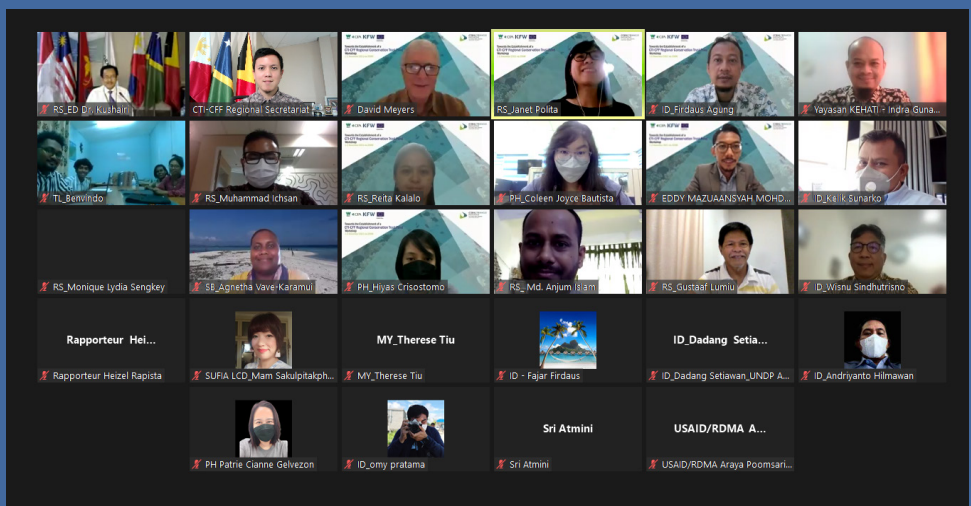 RS_ED Dr. Kushairi
CTI-CFF Regional Secretariat
David Meyers
KFW
RS_Janet Polita
ID_Firdaus Agung
Yayasan KEHATI - Indra Guna...
TL_Benvindo
RS_Muhammad Ichsan
RS_Reita Kalalo
PH_Coleen Joyce Bautista
EDDY MAZUAANSYAH MOHD...
ID_Kelik Sunarko
RS_Monique Lydia Sengkey
SB_Agnetha Vave-Karamui
PH_Hiyas Crisostomo
RS_ Md. Anjum Islam
RS_Gustaaf Lumiu
ID_Wisnu Sindhutrisno
Rapporteur Hei...
Rapporteur Heizel Rapista
SUFIA LCD_Mam Sakulpitakph...
MY_Therese Tiu
MY_Therese Tiu
ID - Fajar Firdaus
ID_Dadang Setia...
ID_Dadang Setiawan_UNDP A...
ID_Andriyanto Hilmawan
PH Patrie Cianne Gelvezon
ID_omy pratama
Sri Atmini
Sri Atmini
USAID/RDMA A...
USAID/RDMA Araya Poomsari...